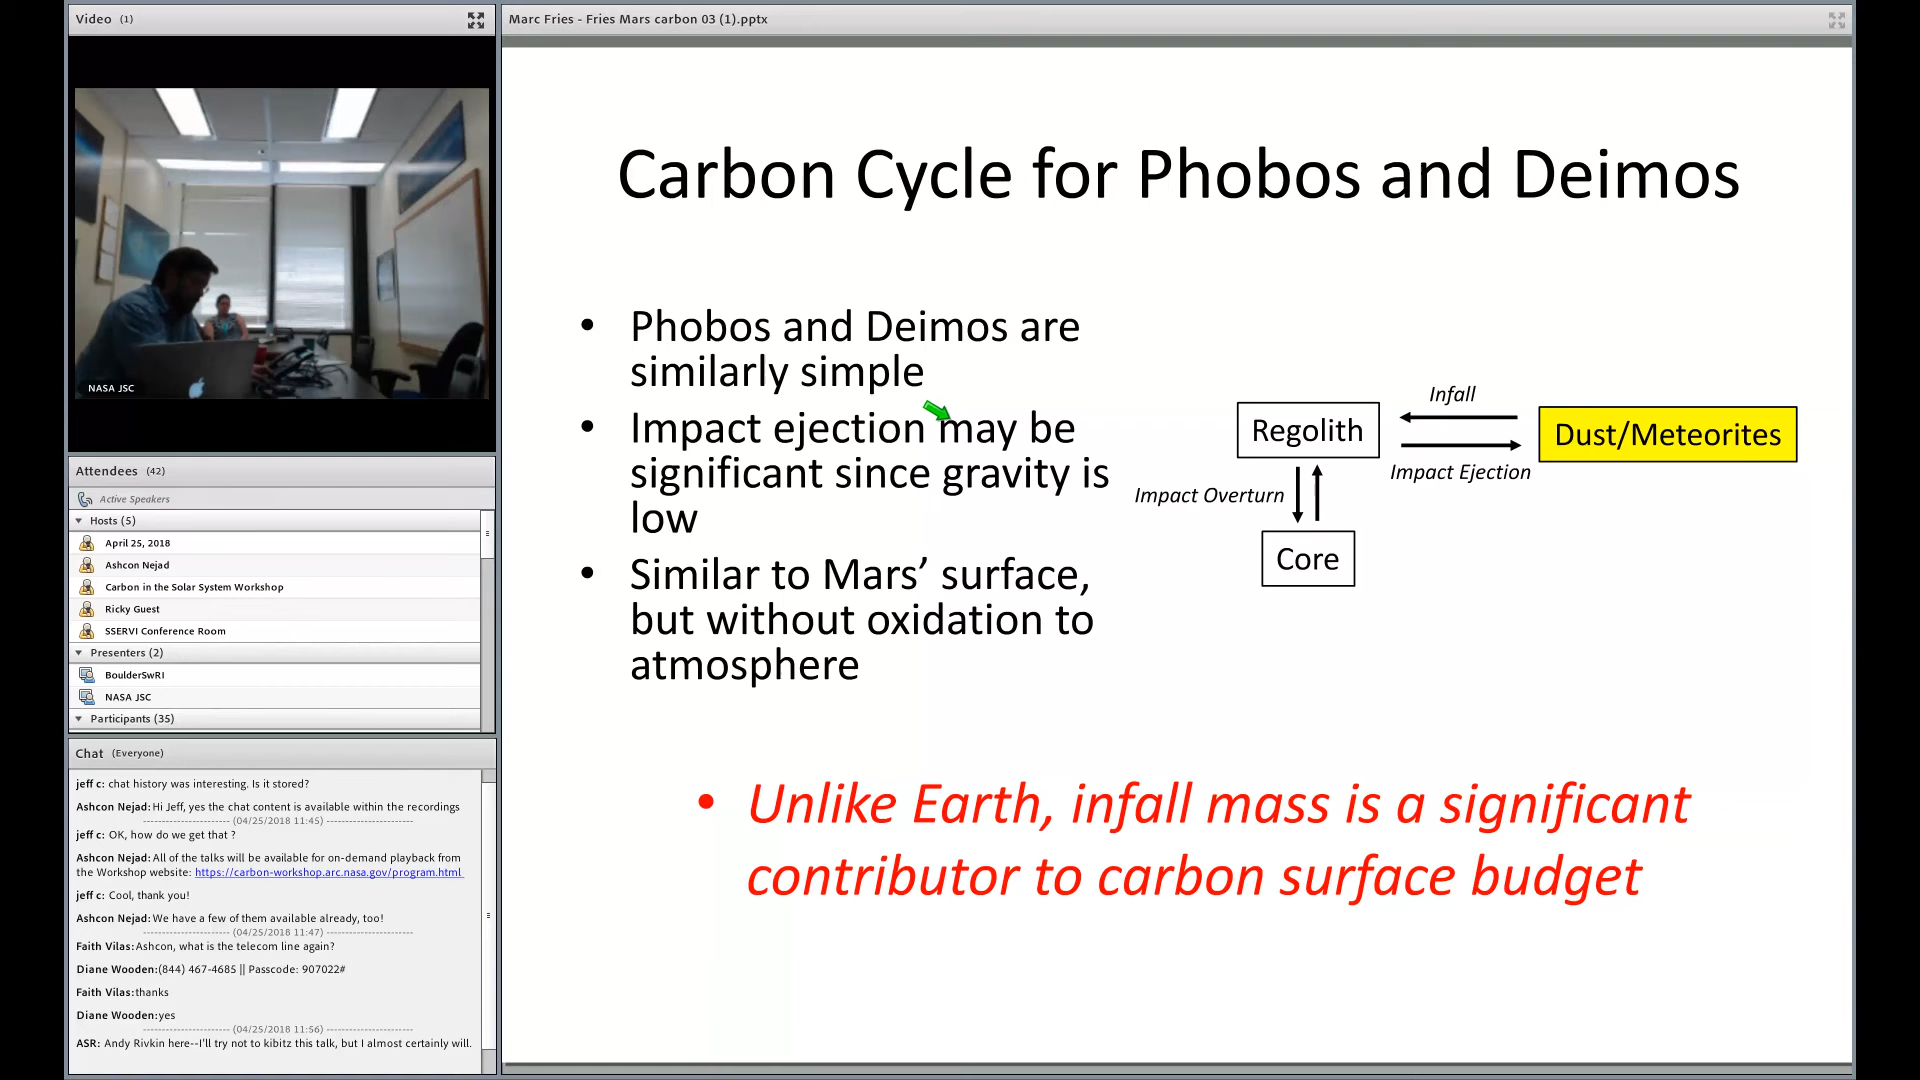 Video (1)
NASA JSC
Attendees (42)
Active Speakers
Hosts (5)
April 25, 2018
Ashcon Nejad
Carbon in the Solar System Workshop
Ricky Guest
SSERVI Conference Room
Presenters (2)
BoulderSwRI
NASA JSC
Participants (35)
Chat (Everyone)
jeff c: chat history was interesting. Is it stored?
Ashcon Nejad: Hi Jeff, yes the chat content is available within the recordings
---------------------- (04/25/2018 11:45) ----------------------
jeff c: OK, how do we get that ?
Ashcon Nejad: All of the talks will be available for on-demand playback from
the Workshop website: https://carbon-workshop.arc.nasa.gov/program.html
jeff c: Cool, thank you!
Ashcon Nejad: We have a few of them available already, too!
---------------------- (04/25/2018 11:47) ----------------------
Faith Vilas: Ashcon, what is the telecom line again?
Diane Wooden: (844) 467-4685 || Passcode: 907022#
Faith Vilas: thanks
Diane Wooden: yes
---------------------- (04/25/2018 11:56) ----------------------
ASR: Andy Rivkin here--I'll try not to kibitz this talk, but I almost certainly will.
Marc Fries - Fries Mars carbon 03 (1).pptx
Carbon Cycle for Phobos and Deimos
• Phobos and Deimos are
similarly simple
• Impact ejection may be
significant since gravity is
low
• Similar to Mars’ surface,
but without oxidation to
atmosphere
Infall
Regolith
Dust/Meteorites
Impact Ejection
Impact Overturn
Core
• Unlike Earth, infall mass is a significant
contributor to carbon surface budget